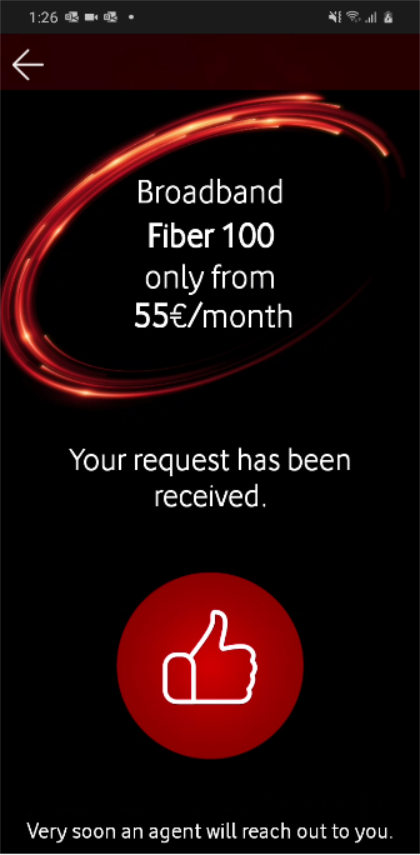 1:26
Broadband
Fiber 100
only from
55€/month
Your request has been
received.
Very soon an agent will reach out to you.